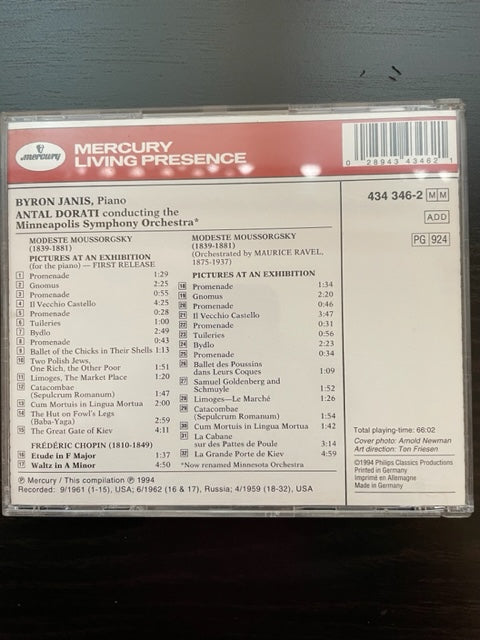 mercury
MERCURY
LIVING PRESENCE
0 28943 43462 1
BYRON JANIS, Piano
ANTAL DORATI conducting the
Minneapolis Symphony Orchestra*
434 346-2 MM
ADD
PG 924
MODESTE MOUSSORGSKY
(1839-1881)
PICTURES AT AN EXHIBITION
(for the piano) — FIRST RELEASE
1 Promenade 1:29
2 Gnomus 2:25
3 Promenade 0:55
4 Il Vecchio Castello 4:25
5 Promenade 0:28
6 Tuileries 1:00
7 Bydlo 2:49
8 Promenade 0:43
9 Ballet of the Chicks in Their Shells 1:13
10 Two Polish Jews,
One Rich, the Other Poor 1:51
11 Limoges, The Market Place 1:20
12 Catacombae
(Sepulcrum Romanum) 1:47
13 Cum Mortuis in Lingua Mortua 2:00
14 The Hut on Fowl's Legs
(Baba-Yaga) 2:59
15 The Great Gate of Kiev 4:11
FRÉDÉRIC CHOPIN (1810-1849)
16 Etude in F Major 1:37
17 Waltz in A Minor 4:50
MODESTE MOUSSORGSKY
(1839-1881)
(Orchestrated by MAURICE RAVEL,
1875-1937)
PICTURES AT AN EXHIBITION
18 Promenade 1:34
19 Gnomus 2:20
20 Promenade 0:46
21 Il Vecchio Castello 3:47
22 Promenade 0:31
23 Tuileries 0:56
24 Bydlo 2:23
25 Promenade 0:34
26 Ballet des Poussins
dans Leurs Coques 1:09
27 Samuel Goldenberg and
Schmuyle 1:52
28 Limoges—Le Marché 1:26
29 Catacombae
(Sepulcrum Romanum) 1:54
30 Cum Mortuis in Lingua Mortua 1:42
31 La Cabane
sur des Pattes de Poule 3:14
32 La Grande Porte de Kiev 4:59
*Now renamed Minnesota Orchestra
Total playing-time: 66:02
Cover photo: Arnold Newman
Art direction: Ton Friesen
©1994 Philips Classics Productions
Printed in Germany
Imprimé en Allemagne
Made in Germany
℗ Mercury / This compilation ℗ 1994
Recorded: 9/1961 (1-15), USA; 6/1962 (16 & 17), Russia; 4/1959 (18-32), USA